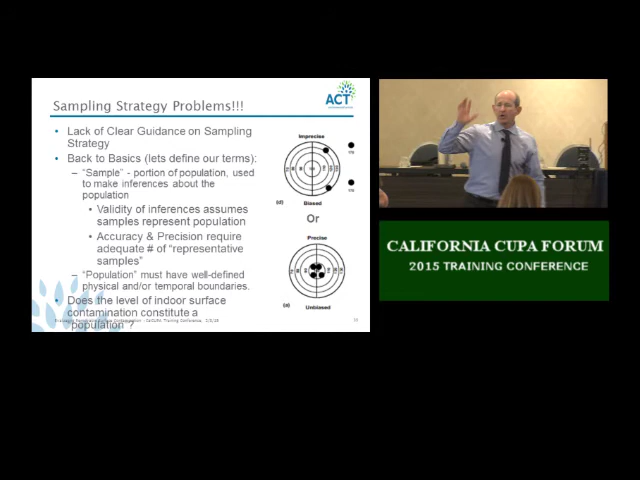 Sampling Strategy Problems!!!
ACT
• Lack of Clear Guidance on Sampling
Strategy
• Back to Basics (lets define our terms):
– "Sample" - portion of population, used
to make inferences about the
population
• Validity of inferences assumes
samples represent population
• Accuracy & Precision require
adequate # of "representative
samples"
– "Population" must have well-defined
physical and/or temporal boundaries.
• Does the level of indoor surface
contamination constitute a
"population"?
Imprecise
(d)
Biased
Or
Precise
(a)
Unbiased
CALIFORNIA CUPA FORUM
2015 TRAINING CONFERENCE